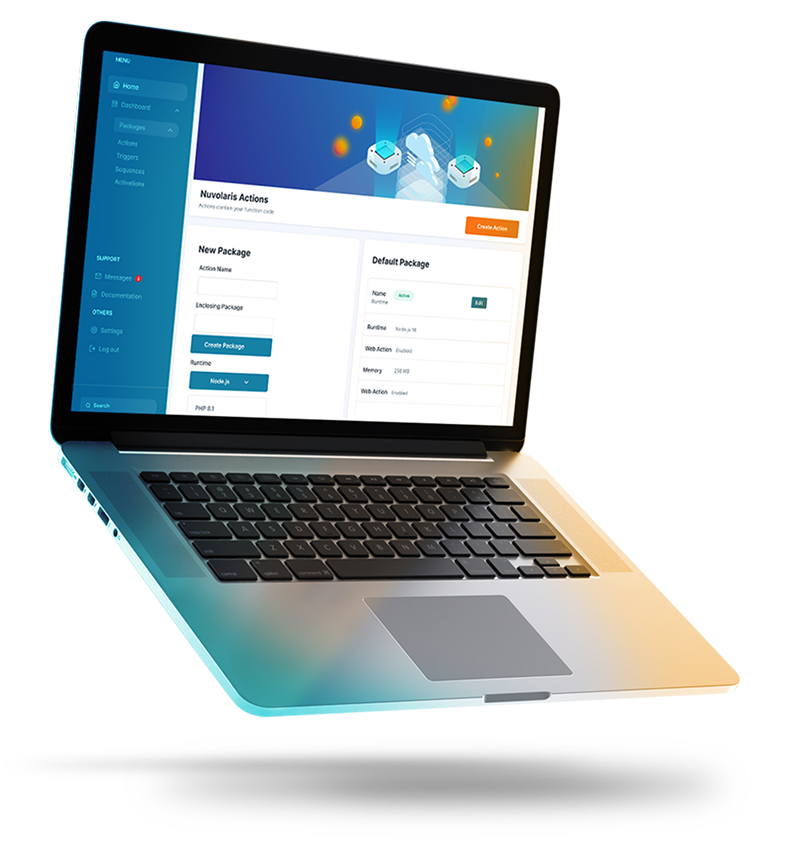 MENU
Home
Dashboard
Packages
Actions
Triggers
Sequences
Activations
SUPPORT
Messages
Documentation
OTHERS
Settings
Log out
Search
Nuvolaris Actions
Actions contain your function code
Create Action
New Package
Action Name
Enclosing Package
Create Package
Runtime
Node.js
PHP 8.1
Default Package
Name Active
Runtime
Edit
Runtime Node.js 18
Web Action Enabled
Memory 256 MB
Web Action Enabled
Q W E R T Y U
A S D F G H
Z X C V B N M
option command